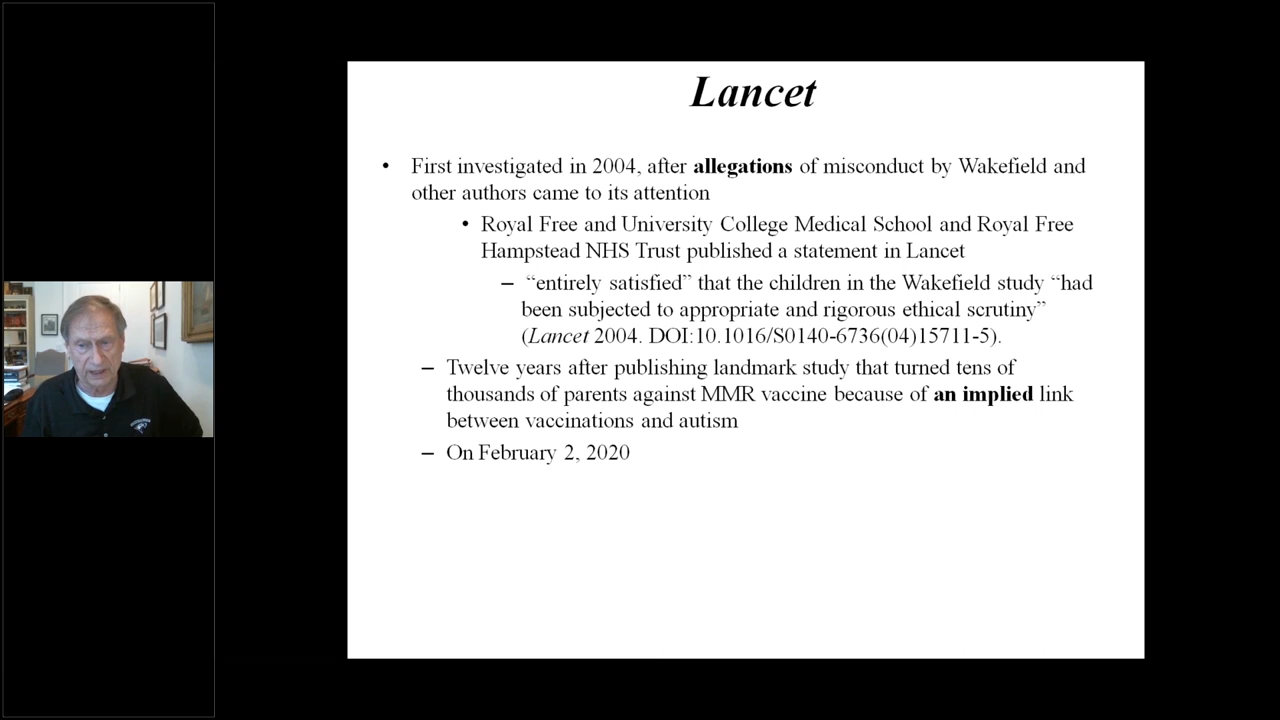 Lancet
• First investigated in 2004, after allegations of misconduct by Wakefield and
other authors came to its attention
• Royal Free and University College Medical School and Royal Free
Hampstead NHS Trust published a statement in Lancet
– “entirely satisfied” that the children in the Wakefield study “had
been subjected to appropriate and rigorous ethical scrutiny”
(Lancet 2004. DOI:10.1016/S0140-6736(04)15711-5).
– Twelve years after publishing landmark study that turned tens of
thousands of parents against MMR vaccine because of an implied link
between vaccinations and autism
– On February 2, 2020